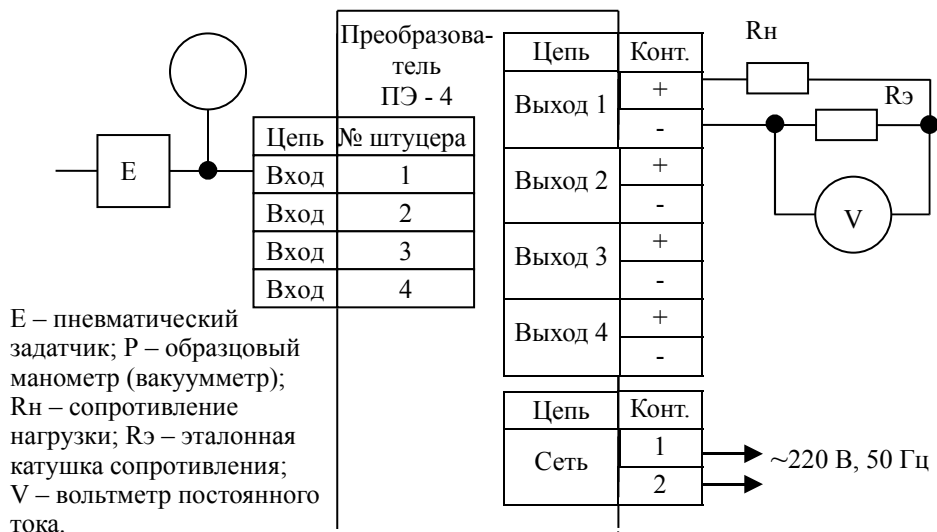 Преобразова-
тель
ПЭ - 4
Цепь № штуцера
Вход 1
Вход 2
Вход 3
Вход 4
E
Цепь Конт.
Выход 1 +
-
Выход 2 +
-
Выход 3 +
-
Выход 4 +
-
Rн
Rэ
V
Цепь Конт.
Сеть 1
2
~220 В, 50 Гц
Е – пневматический
задатчик; Р – образцовый
манометр (вакуумметр);
Rн – сопротивление
нагрузки; Rэ – эталонная
катушка сопротивления;
V – вольтметр постоянного
тока.